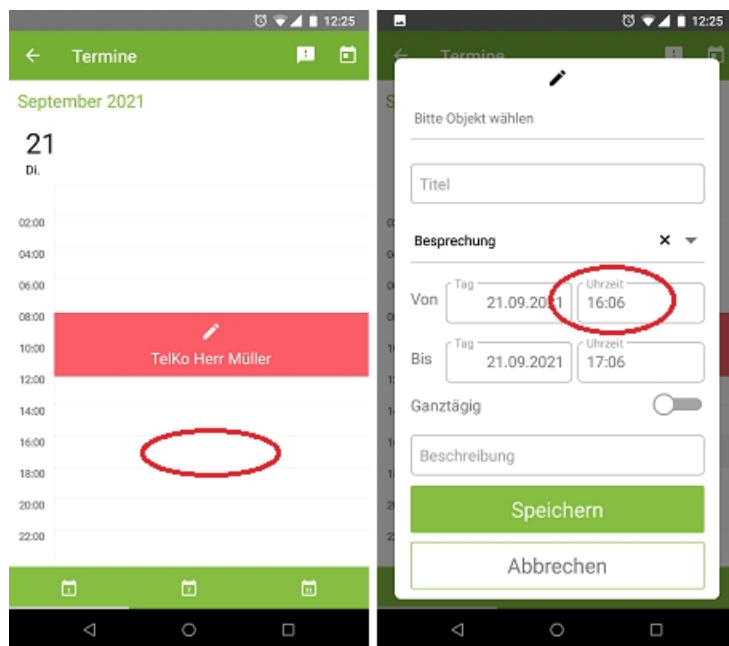 12:25
Termine
September 2021
21
Di.
02:00
04:00
06:00
08:00
10:00
TelKo Herr Müller
12:00
14:00
16:00
18:00
20:00
22:00
12:25
Termine
Bitte Objekt wählen
Titel
Besprechung
Von
Tag
21.09.2021
Uhrzeit
16:06
Bis
Tag
21.09.2021
Uhrzeit
17:06
Ganztägig
Beschreibung
Speichern
Abbrechen